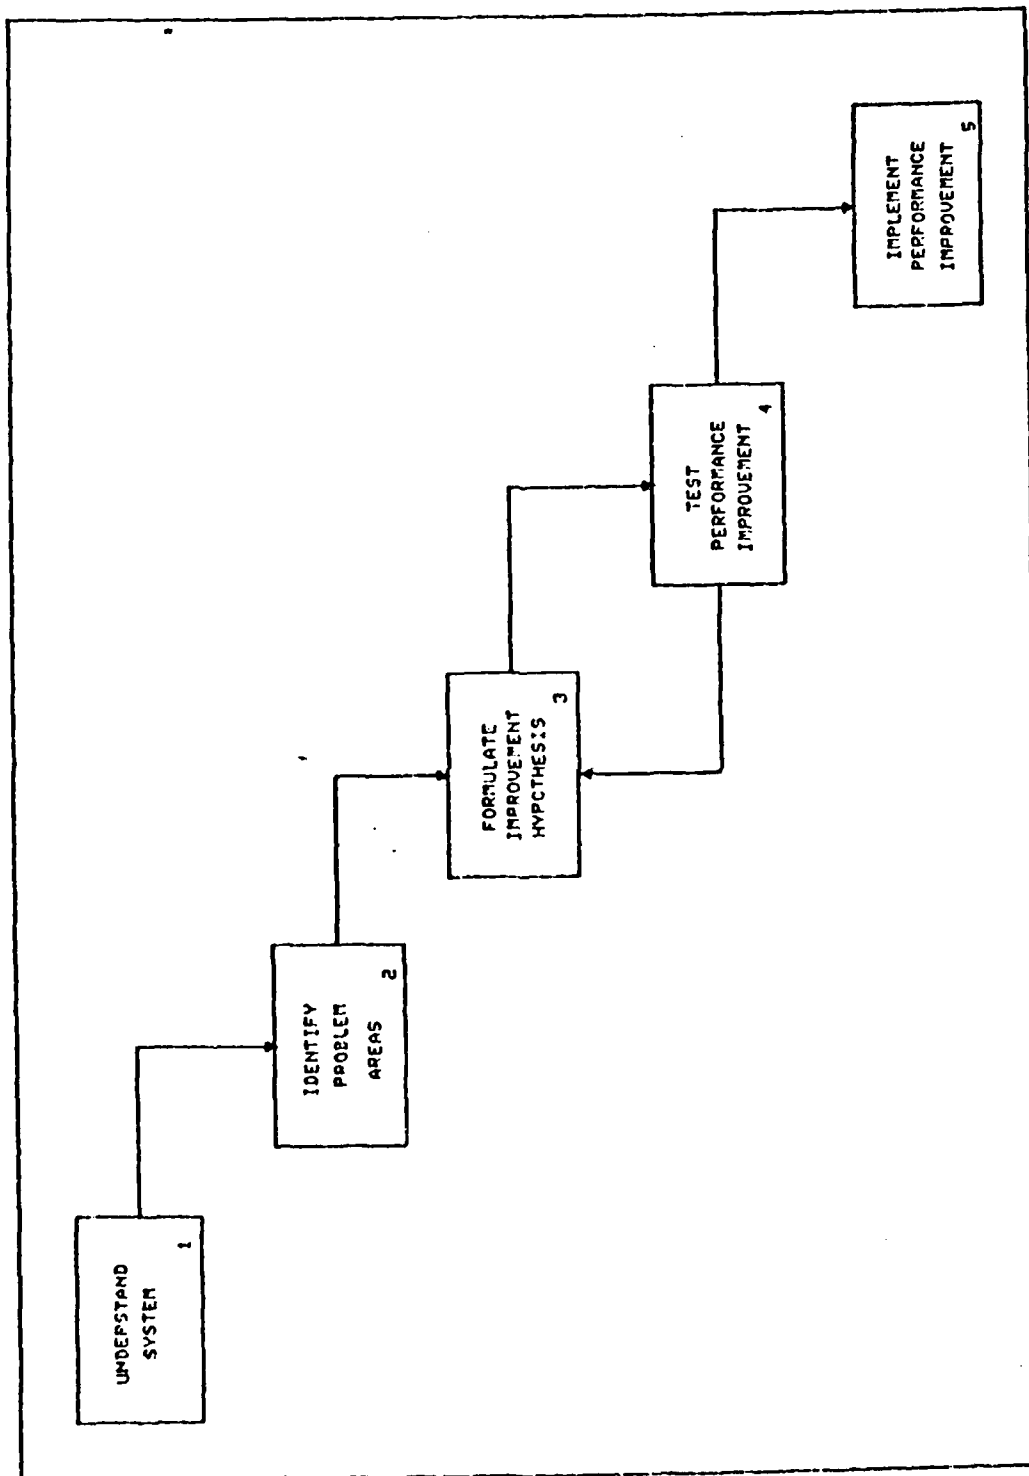 UNDERSTAND
SYSTEM
1
IDENTIFY
PROBLEM
AREAS
2
FORMULATE
IMPROVEMENT
HYPOTHESIS
3
TEST
PERFORMANCE
IMPROVEMENT
4
IMPLEMENT
PERFORMANCE
IMPROVEMENT
5